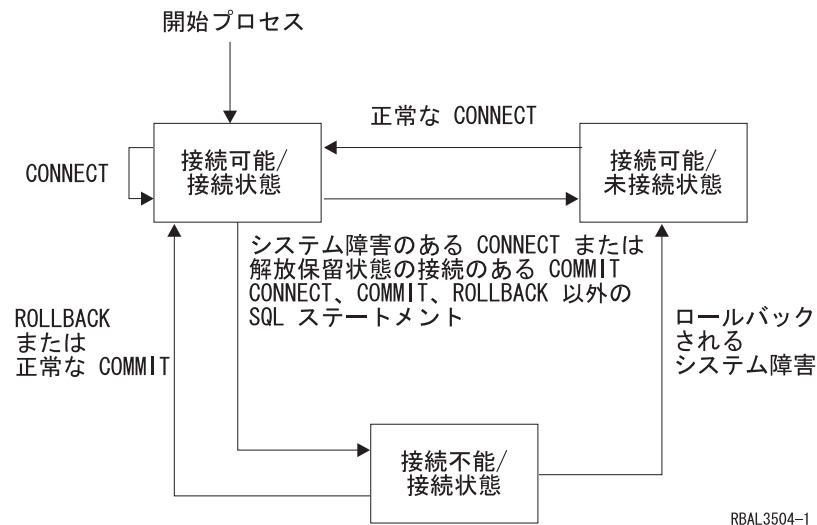 開始プロセス
正常な CONNECT
接続可能/
接続状態
接続可能/
未接続状態
CONNECT
システム障害のある CONNECT または
解放保留状態の接続のある COMMIT
CONNECT、COMMIT、ROLLBACK 以外の
SQL ステートメント
ROLLBACK
または
正常な COMMIT
ロールバック
される
システム障害
接続不能/
接続状態
RBAL3504-1